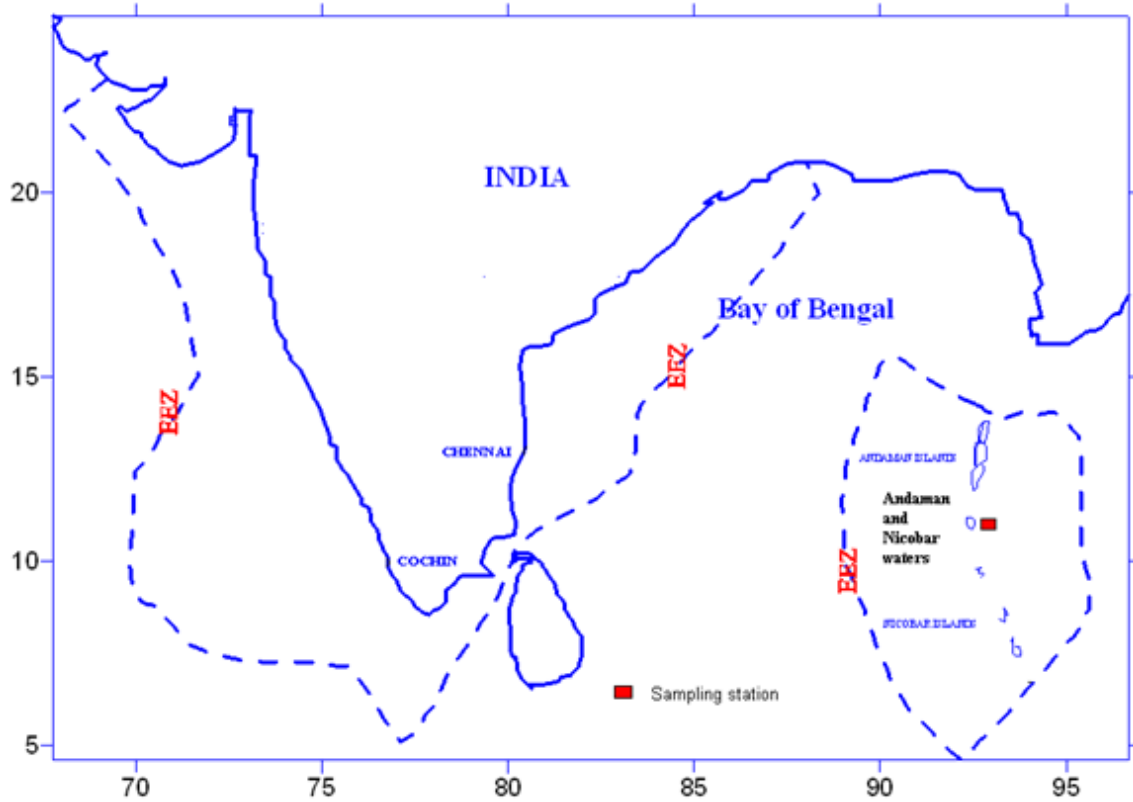 INDIA
20
Bay of Bengal
EEZ
15
EEZ
CHENNAI
ANDAMAN ISLANDS
Andaman
and
Nicobar
waters
COCHIN
10
EEZ
NICOBAR ISLANDS
Sampling station
5
70 75 80 85 90 95